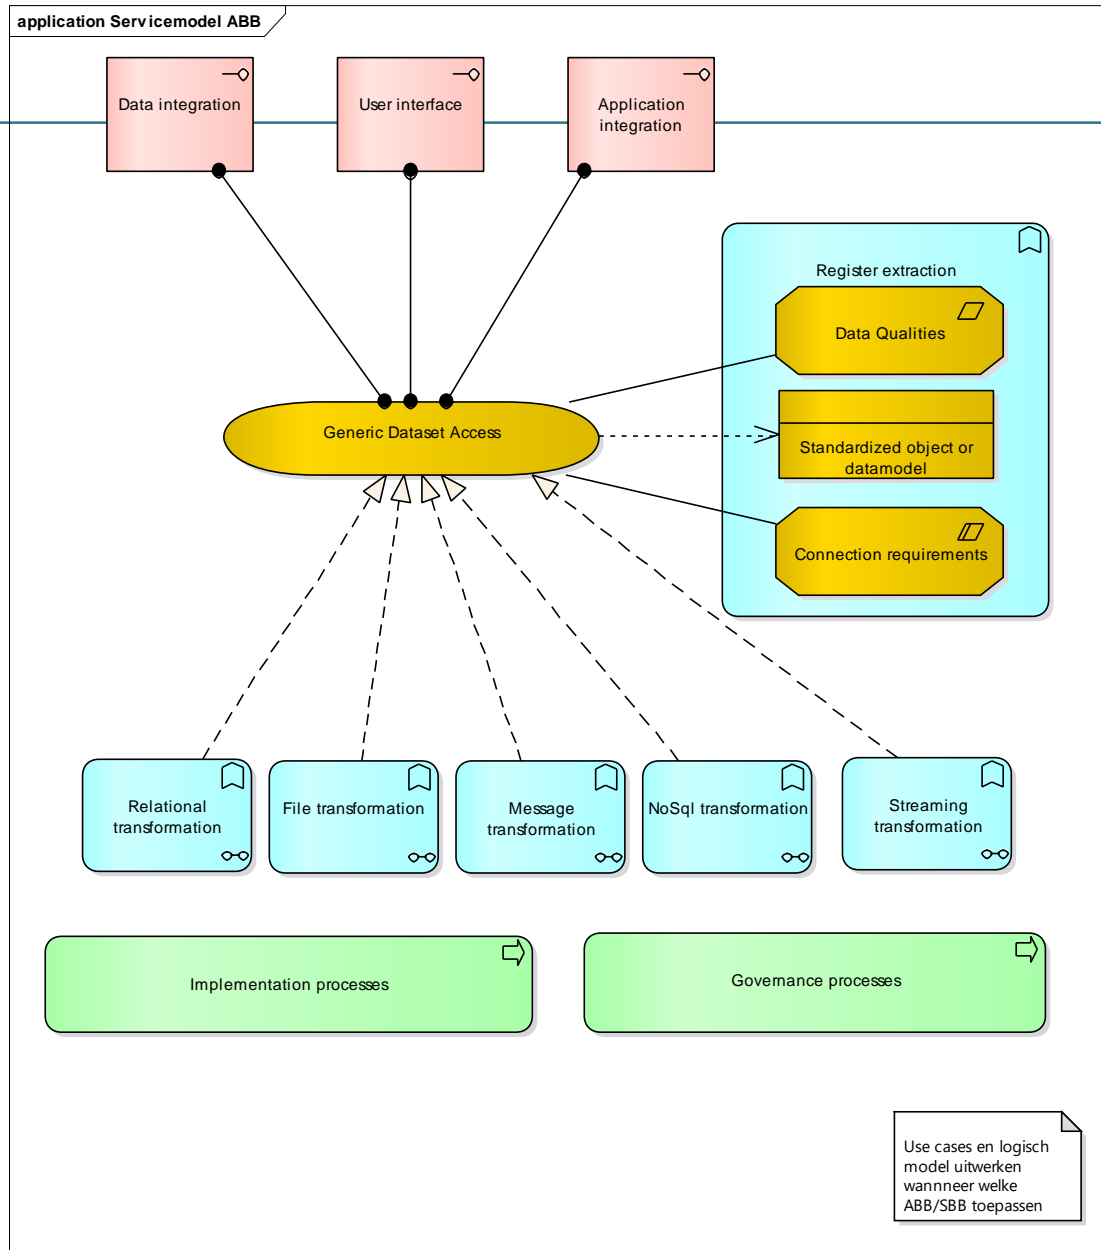 application Servicemodel ABB
Data integration
User interface
Application
integration
Register extraction
Data Qualities
Generic Dataset Access
Standardized object or
datamodel
Connection requirements
Relational
transformation
File transformation
Message
transformation
NoSql transformation
Streaming
transformation
Implementation processes
Governance processes
Use cases en logisch
model uitwerken
wannneer welke
ABB/SBB toepassen